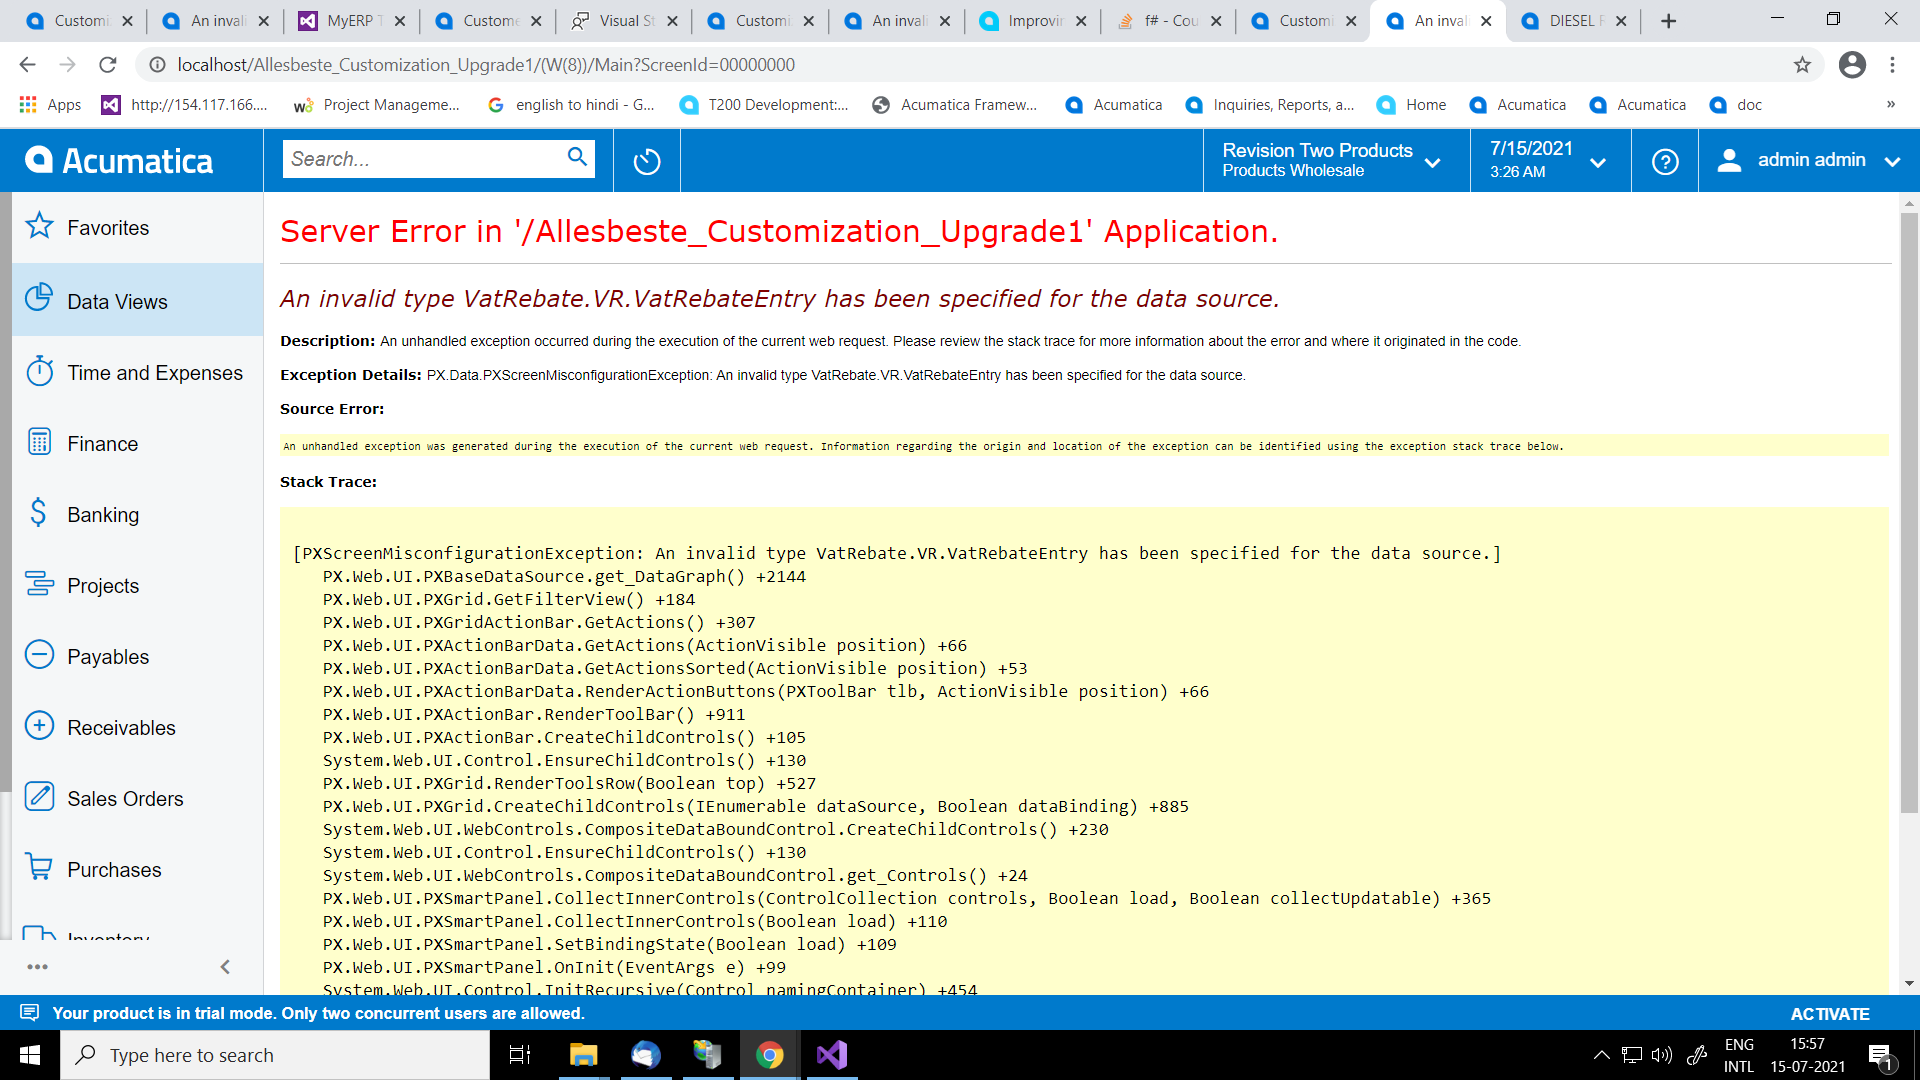 Customi
An invali
MyERP T
Custome
Visual St
Customi
An invali
Improvin
f# - Cou
Customi
An inval
DIESEL R
localhost/Allesbeste_Customization_Upgrade1/(W(8))/Main?ScreenId=00000000
Apps
http://154.117.166....
Project Manageme...
english to hindi - G...
T200 Development:...
Acumatica Framew...
Acumatica
Inquiries, Reports, a...
Home
Acumatica
Acumatica
doc
»
Acumatica
Search...
Revision Two Products
Products Wholesale
7/15/2021
3:26 AM
admin admin
Favorites
Data Views
Time and Expenses
Finance
Banking
Projects
Payables
Receivables
Sales Orders
Purchases
Inventory
Server Error in '/Allesbeste_Customization_Upgrade1' Application.
An invalid type VatRebate.VR.VatRebateEntry has been specified for the data source.
Description: An unhandled exception occurred during the execution of the current web request. Please review the stack trace for more information about the error and where it originated in the code.
Exception Details: PX.Data.PXScreenMisconfigurationException: An invalid type VatRebate.VR.VatRebateEntry has been specified for the data source.
Source Error:
An unhandled exception was generated during the execution of the current web request. Information regarding the origin and location of the exception can be identified using the exception stack trace below.
Stack Trace:
[PXScreenMisconfigurationException: An invalid type VatRebate.VR.VatRebateEntry has been specified for the data source.]
PX.Web.UI.PXBaseDataSource.get_DataGraph() +2144
PX.Web.UI.PXGrid.GetFilterView() +184
PX.Web.UI.PXGridActionBar.GetActions() +307
PX.Web.UI.PXActionBarData.GetActions(ActionVisible position) +66
PX.Web.UI.PXActionBarData.GetActionsSorted(ActionVisible position) +53
PX.Web.UI.PXActionBarData.RenderActionButtons(PXToolBar tlb, ActionVisible position) +66
PX.Web.UI.PXActionBar.RenderToolBar() +911
PX.Web.UI.PXActionBar.CreateChildControls() +105
System.Web.UI.Control.EnsureChildControls() +130
PX.Web.UI.PXGrid.RenderToolsRow(Boolean top) +527
PX.Web.UI.PXGrid.CreateChildControls(IEnumerable dataSource, Boolean dataBinding) +885
System.Web.UI.WebControls.CompositeDataBoundControl.CreateChildControls() +230
System.Web.UI.Control.EnsureChildControls() +130
System.Web.UI.WebControls.CompositeDataBoundControl.get_Controls() +24
PX.Web.UI.PXSmartPanel.CollectInnerControls(ControlCollection controls, Boolean load, Boolean collectUpdatable) +365
PX.Web.UI.PXSmartPanel.CollectInnerControls(Boolean load) +110
PX.Web.UI.PXSmartPanel.SetBindingState(Boolean load) +109
PX.Web.UI.PXSmartPanel.OnInit(EventArgs e) +99
System.Web.UI.Control.InitRecursive(Control namingContainer) +454
Your product is in trial mode. Only two concurrent users are allowed.
ACTIVATE
Type here to search
ENG
INTL
15:57
15-07-2021
1